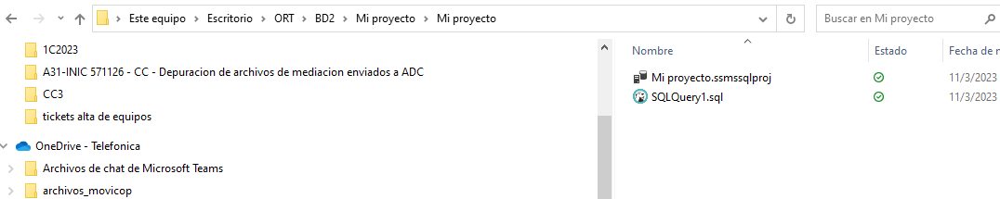 Este equipo > Escritorio > ORT > BD2 > Mi proyecto > Mi proyecto
Buscar en Mi proyecto
1C2023
A31-INIC 571126 - CC - Depuracion de archivos de mediacion enviados a ADC
CC3
tickets alta de equipos
OneDrive - Telefonica
Archivos de chat de Microsoft Teams
archivos_movicop
Nombre Estado Fecha de m
Mi proyecto.ssmssqlproj 11/3/2023
SQLQuery1.sql 11/3/2023